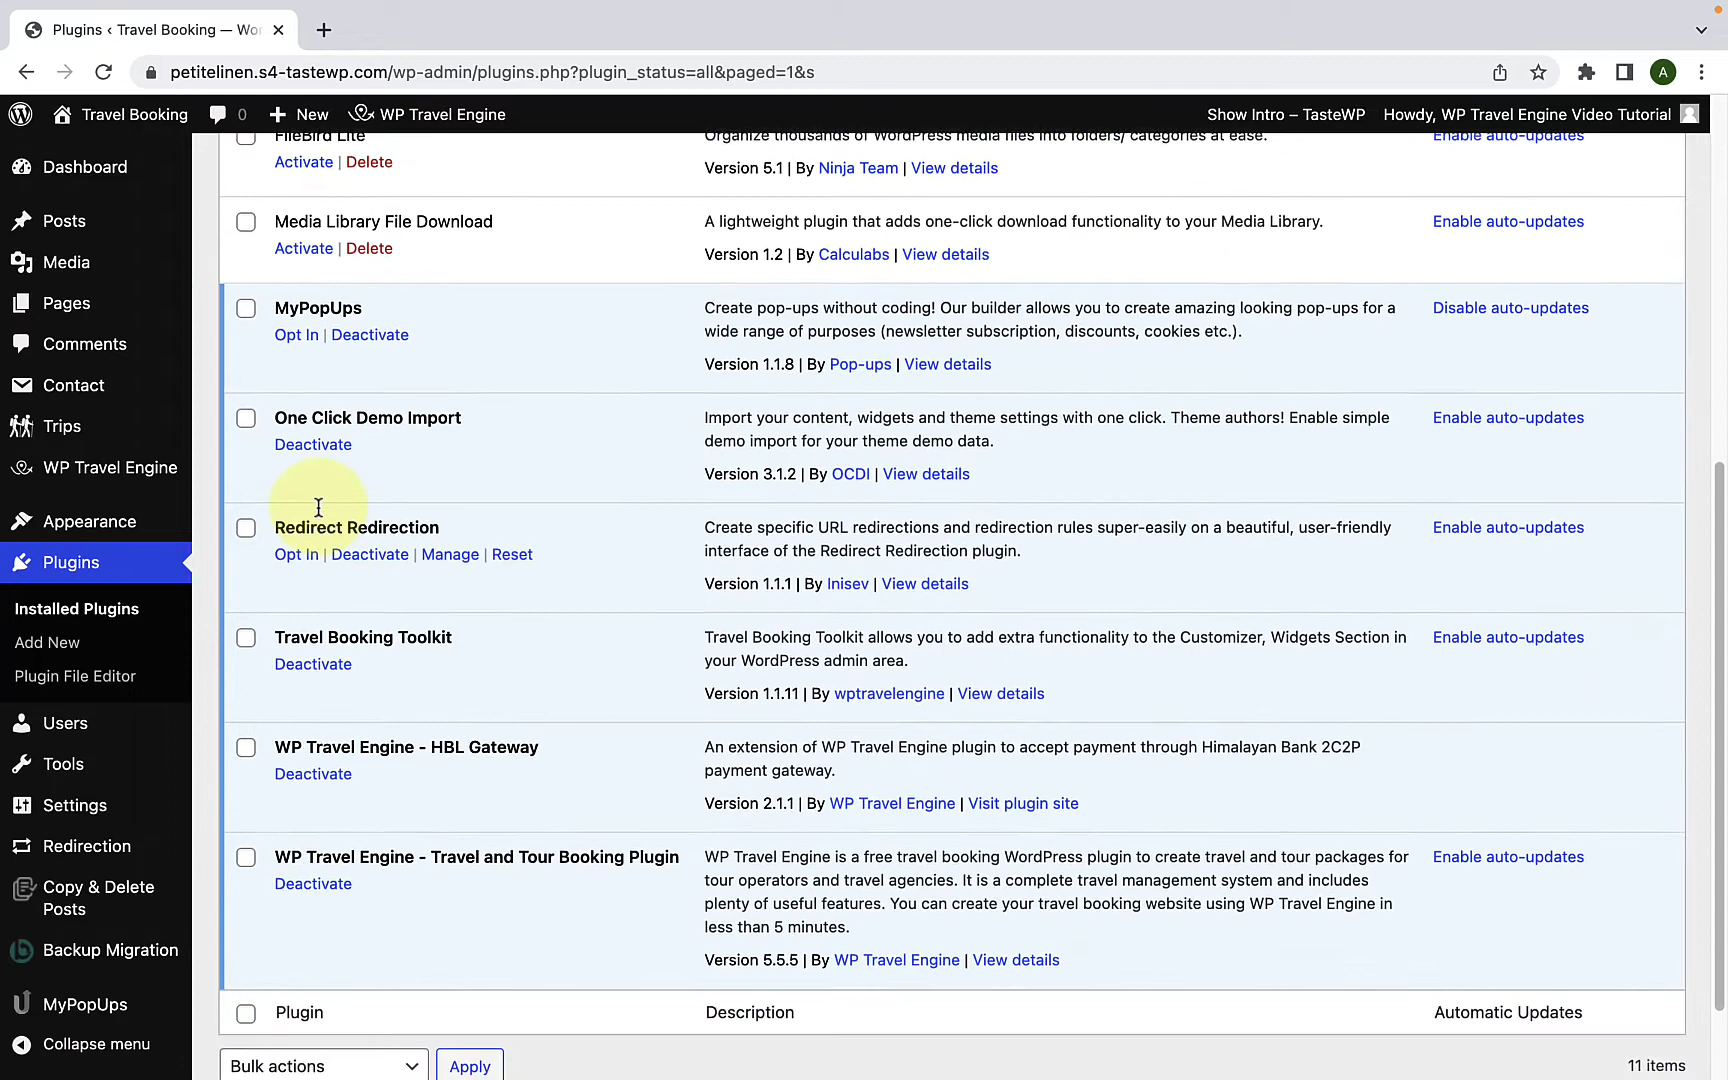 Plugins ‹ Travel Booking — Wo
petitelinen.s4-tastewp.com/wp-admin/plugins.php?plugin_status=all&paged=1&s
A
Travel Booking
0
New
WP Travel Engine
Show Intro – TasteWP
Howdy, WP Travel Engine Video Tutorial
Dashboard
Posts
Media
Pages
Comments
Contact
Trips
WP Travel Engine
Appearance
Plugins
Installed Plugins
Add New
Plugin File Editor
Users
Tools
Settings
Redirection
Copy & Delete
Posts
Backup Migration
MyPopUps
Collapse menu
FileBird Lite
Activate | Delete
Organize thousands of WordPress media files into folders/ categories at ease.
Version 5.1 | By Ninja Team | View details
Enable auto-updates
Media Library File Download
Activate | Delete
A lightweight plugin that adds one-click download functionality to your Media Library.
Version 1.2 | By Calculabs | View details
Enable auto-updates
MyPopUps
Opt In | Deactivate
Create pop-ups without coding! Our builder allows you to create amazing looking pop-ups for a
wide range of purposes (newsletter subscription, discounts, cookies etc.).
Version 1.1.8 | By Pop-ups | View details
Disable auto-updates
One Click Demo Import
Deactivate
Import your content, widgets and theme settings with one click. Theme authors! Enable simple
demo import for your theme demo data.
Version 3.1.2 | By OCDI | View details
Enable auto-updates
Redirect Redirection
Opt In | Deactivate | Manage | Reset
Create specific URL redirections and redirection rules super-easily on a beautiful, user-friendly
interface of the Redirect Redirection plugin.
Version 1.1.1 | By Inisev | View details
Enable auto-updates
Travel Booking Toolkit
Deactivate
Travel Booking Toolkit allows you to add extra functionality to the Customizer, Widgets Section in
your WordPress admin area.
Version 1.1.11 | By wptravelengine | View details
Enable auto-updates
WP Travel Engine - HBL Gateway
Deactivate
An extension of WP Travel Engine plugin to accept payment through Himalayan Bank 2C2P
payment gateway.
Version 2.1.1 | By WP Travel Engine | Visit plugin site
WP Travel Engine - Travel and Tour Booking Plugin
Deactivate
WP Travel Engine is a free travel booking WordPress plugin to create travel and tour packages for
tour operators and travel agencies. It is a complete travel management system and includes
plenty of useful features. You can create your travel booking website using WP Travel Engine in
less than 5 minutes.
Version 5.5.5 | By WP Travel Engine | View details
Enable auto-updates
Plugin
Description
Automatic Updates
Bulk actions
Apply
11 items